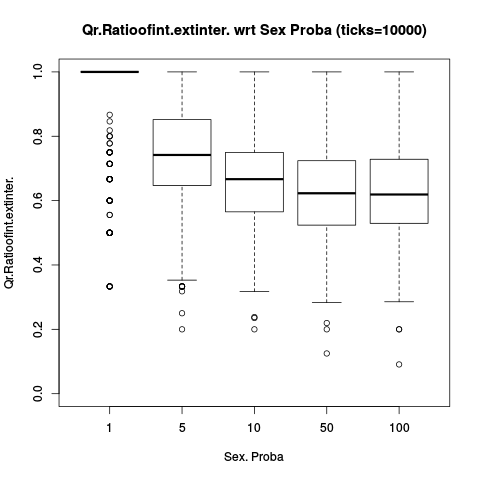 Qr.Ratioofint.extinter. wrt Sex Proba (ticks=10000)
Qr.Ratioofint.extinter.
1.0
0.8
0.6
0.4
0.2
0.0
1 5 10 50 100
Sex. Proba